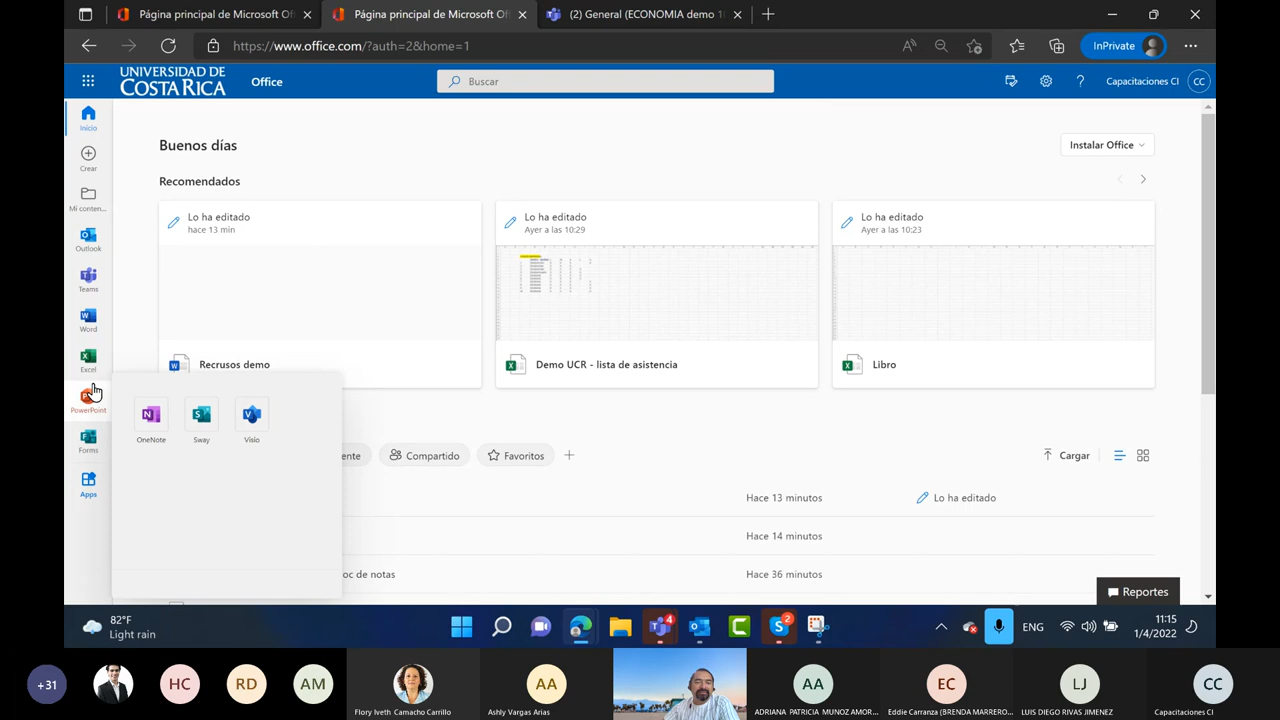 Página principal de Microsoft Of
Página principal de Microsoft Of
(2) General (ECONOMIA demo 1
https://www.office.com/?auth=2&home=1
InPrivate
UNIVERSIDAD DE
COSTA RICA
Office
Buscar
Capacitaciones CI
CC
Inicio
Crear
Mi conten...
Outlook
Teams
Word
Excel
PowerPoint
Forms
Apps
Buenos días
Instalar Office
Recomendados
Lo ha editado
hace 13 min
Recrusos demo
Lo ha editado
Ayer a las 10:29
Demo UCR - lista de asistencia
Lo ha editado
Ayer a las 10:23
Libro
OneNote
Sway
Visio
ente
Compartido
Favoritos
Cargar
Hace 13 minutos
Lo ha editado
Hace 14 minutos
oc de notas
Hace 36 minutos
Reportes
82°F
Light rain
4
2
ENG
11:15
1/4/2022
+31
HC
RD
AM
Flory Iveth Camacho Carrillo
AA
Ashly Vargas Arias
AA
ADRIANA PATRICIA MUNOZ AMOR...
EC
Eddie Carranza (BRENDA MARRERO...
LJ
LUIS DIEGO RIVAS JIMENEZ
CC
Capacitaciones CI